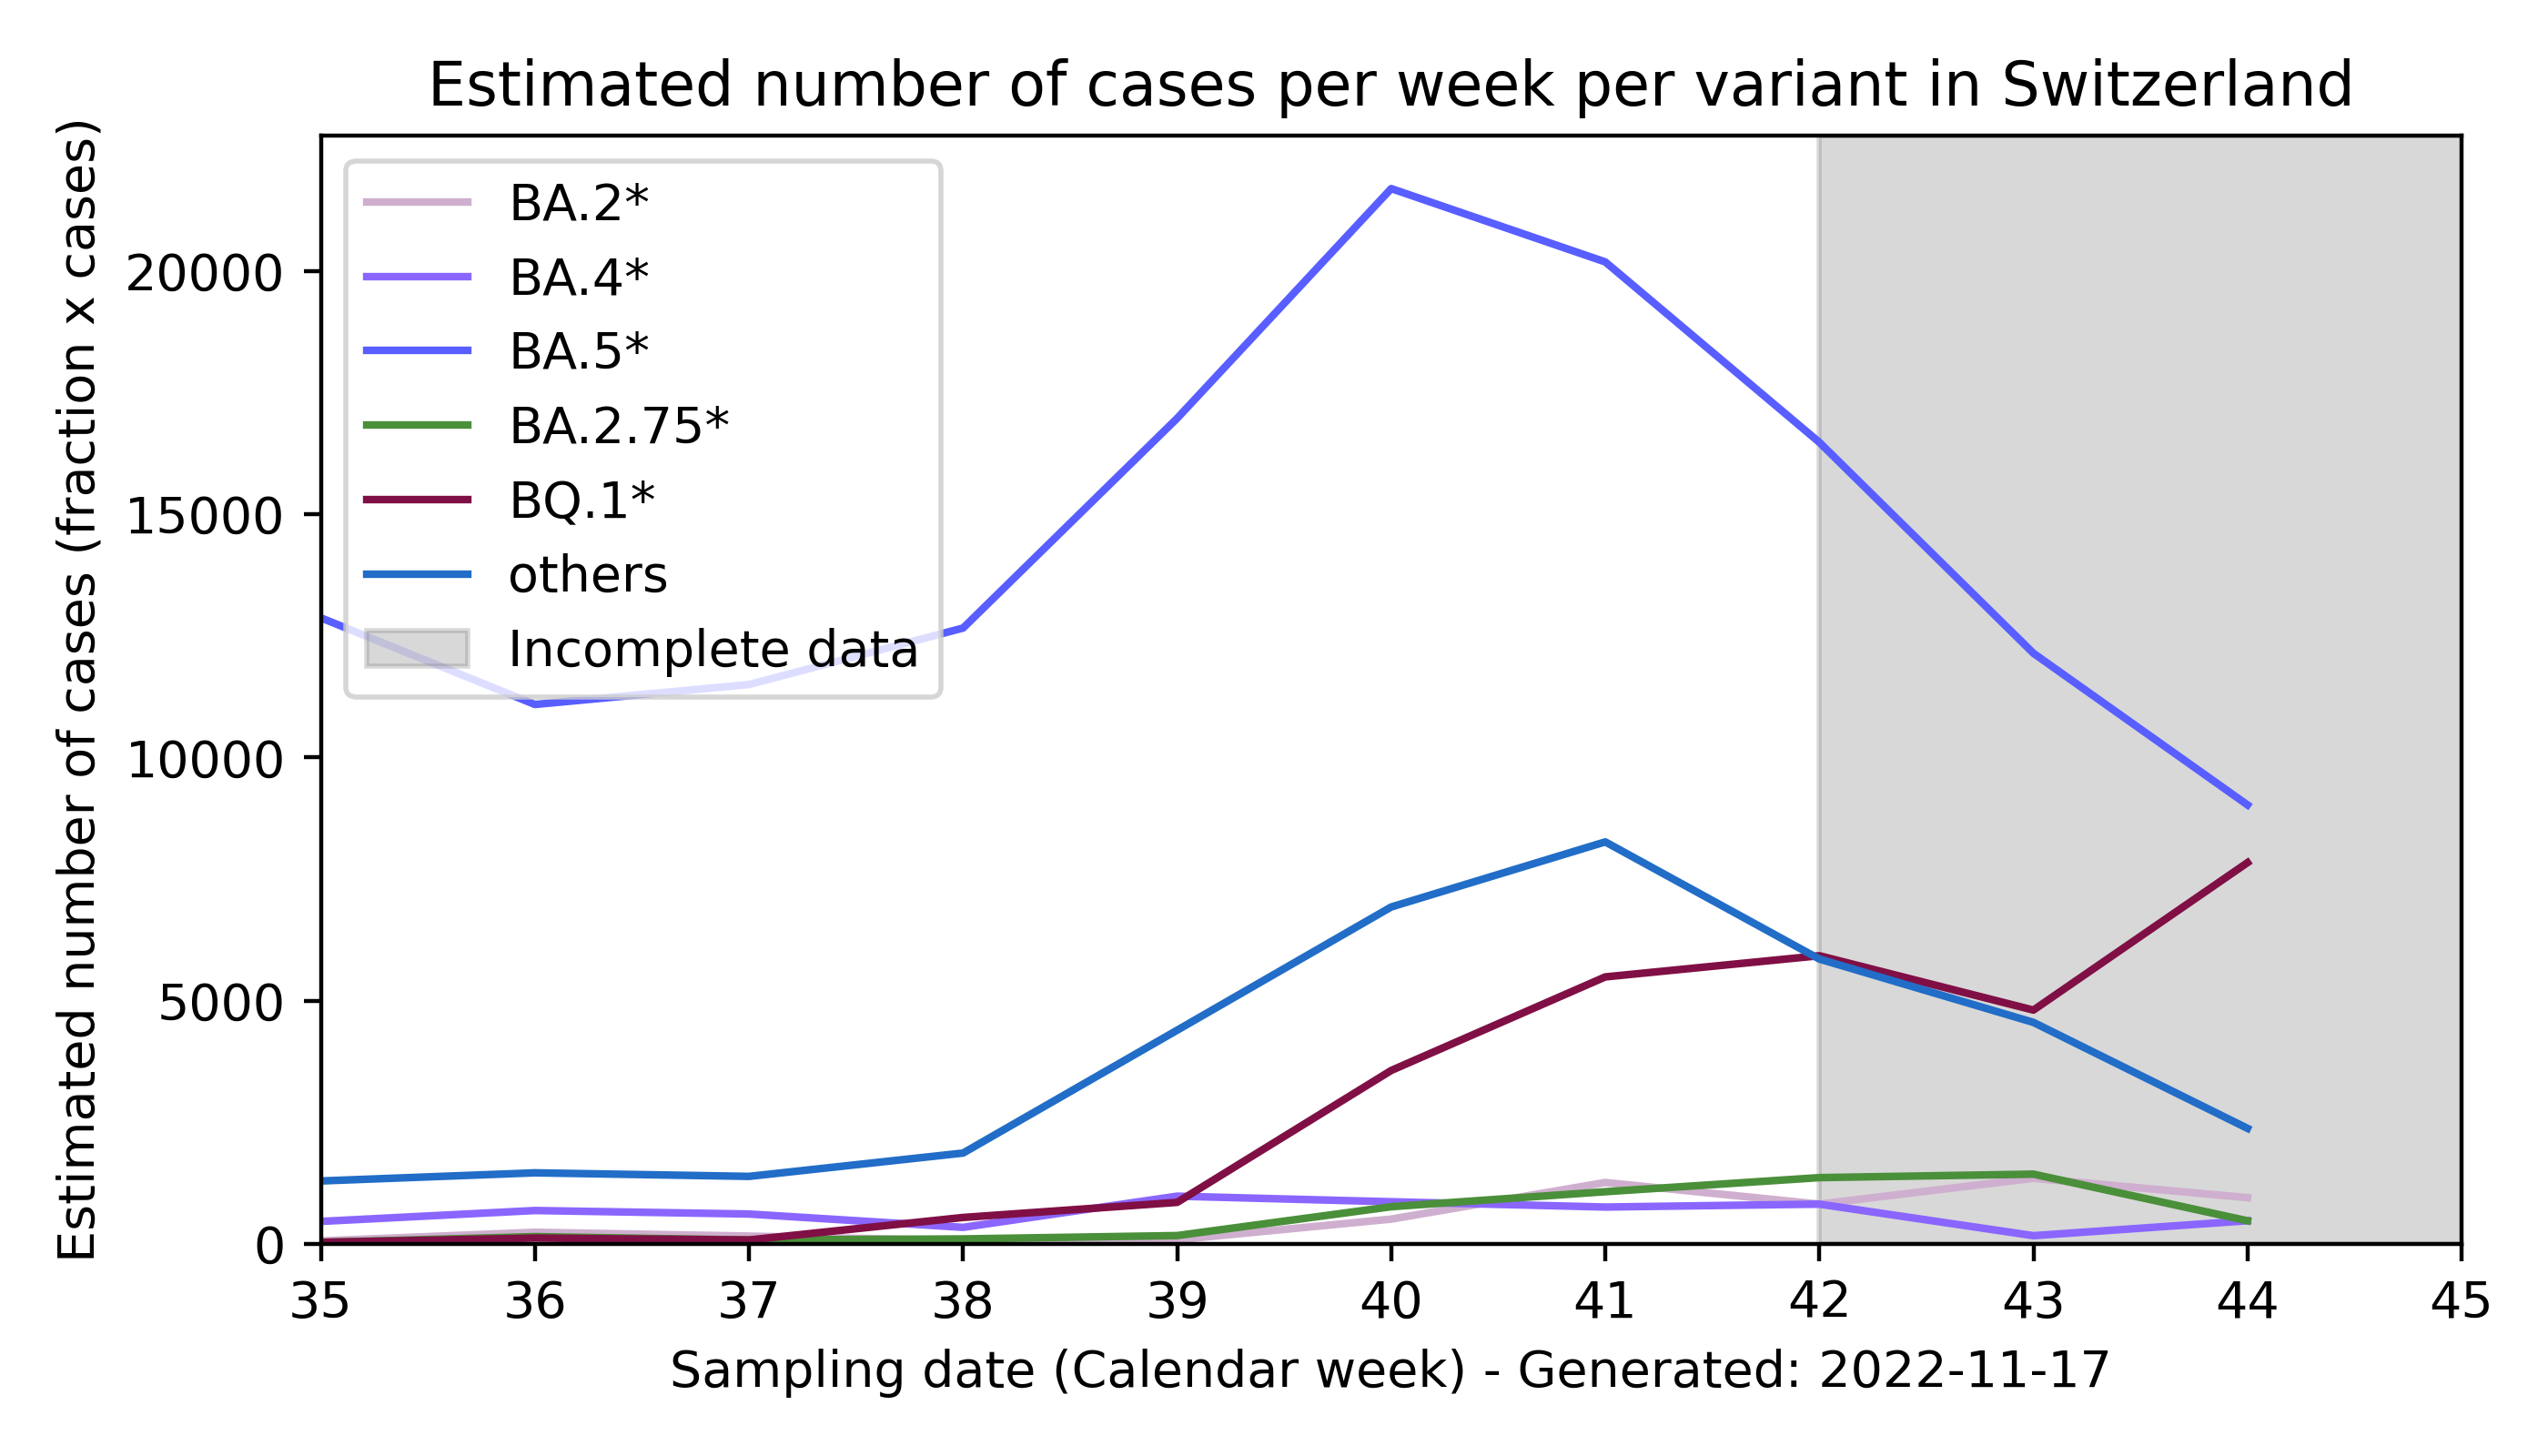 Estimated number of cases per week per variant in Switzerland
Estimated number of cases (fraction x cases)
20000
15000
10000
5000
0
BA.2*
BA.4*
BA.5*
BA.2.75*
BQ.1*
others
Incomplete data
35 36 37 38 39 40 41 42 43 44 45
Sampling date (Calendar week) - Generated: 2022-11-17